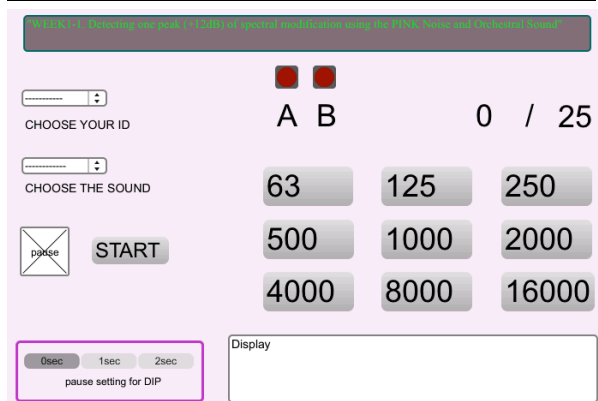 "WEEK1-1. Detecting one peak (+12dB) of spectral modification using the PINK Noise and Orchestral Sound"
-----------
CHOOSE YOUR ID
A B
0 / 25
------------
CHOOSE THE SOUND
63 125 250
pause START
500 1000 2000
4000 8000 16000
0sec 1sec 2sec
pause setting for DIP
Display